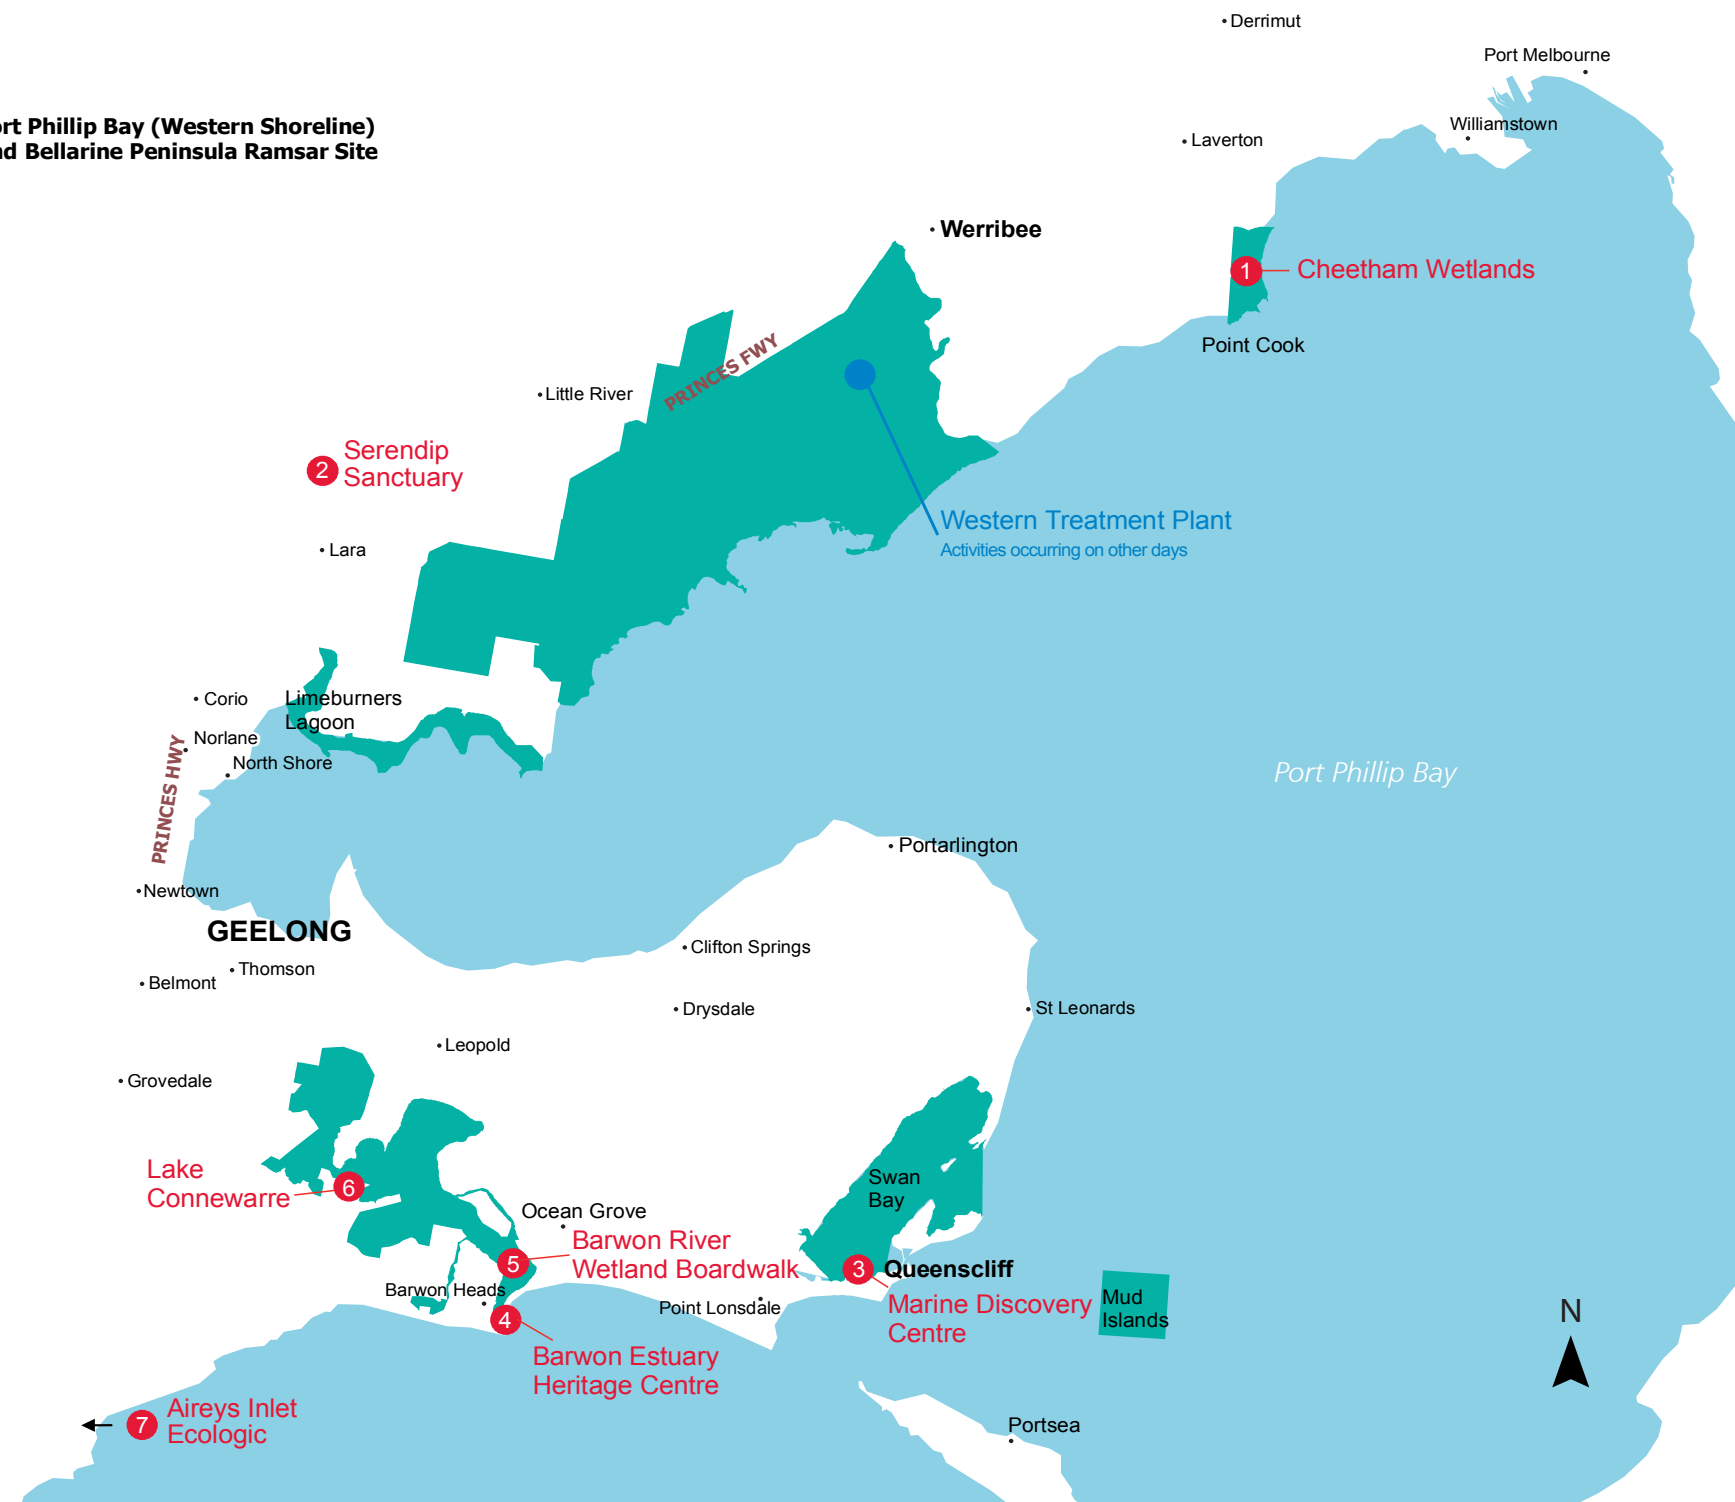 Derrimut
Port Melbourne
ort Phillip Bay (Western Shoreline)
nd Bellarine Peninsula Ramsar Site
Williamstown
Laverton
Werribee
1
Cheetham Wetlands
Point Cook
PRINCES FWY
Little River
2
Serendip
Sanctuary
Western Treatment Plant
Activities occurring on other days
Lara
Corio
Limeburners
Lagoon
Norlane
North Shore
PRINCES HWY
Port Phillip Bay
Portarlington
Newtown
GEELONG
Clifton Springs
Thomson
Belmont
Drysdale
St Leonards
Leopold
Grovedale
Lake
Connewarre
6
Swan
Bay
Ocean Grove
5
Barwon River
Wetland Boardwalk
3
Queenscliff
Barwon Heads
Point Lonsdale
Marine Discovery
Centre
Mud
Islands
4
Barwon Estuary
Heritage Centre
N
7
Aireys Inlet
Ecologic
Portsea